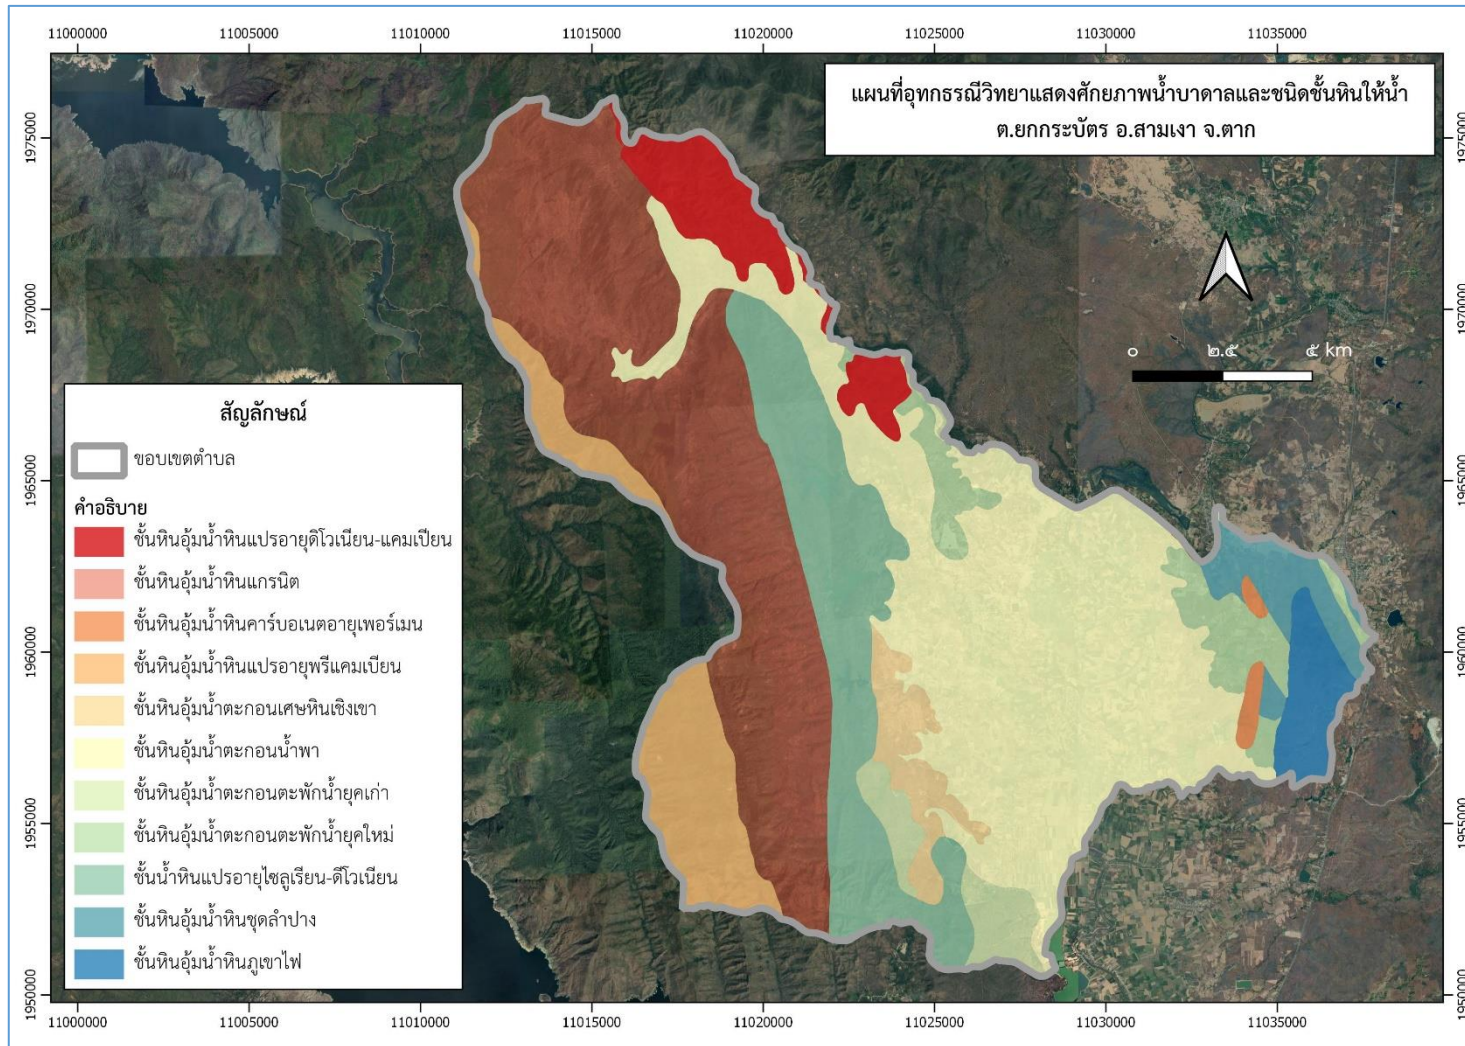 11000000 11005000 11010000 11015000 11020000 11025000 11030000 11035000
แผนที่อุทกธรณีวิทยาแสดงศักยภาพน้ำบาดาลและชนิดชั้นหินให้น้ำ
ต.ยกกระบัตร อ.สามเงา จ.ตาก
1975000 1975000
1970000 1970000
๐ ๒.๕ ๕ km
สัญลักษณ์
ขอบเขตตำบล
คำอธิบาย
ชั้นหินอุ้มน้ำหินแปรอายุดิโวเนียน-แคมเปียน
ชั้นหินอุ้มน้ำหินแกรนิต
ชั้นหินอุ้มน้ำหินคาร์บอเนตอายุเพอร์เมน
ชั้นหินอุ้มน้ำหินแปรอายุพรีแคมเบียน
ชั้นหินอุ้มน้ำตะกอนเศษหินเชิงเขา
ชั้นหินอุ้มน้ำตะกอนน้ำพา
ชั้นหินอุ้มน้ำตะกอนตะพักน้ำยุคเก่า
ชั้นหินอุ้มน้ำตะกอนตะพักน้ำยุคใหม่
ชั้นน้ำหินแปรอายุไซลูเรียน-ดีโวเนียน
ชั้นหินอุ้มน้ำหินชุดลำปาง
ชั้นหินอุ้มน้ำหินภูเขาไฟ
1965000 1965000
1960000 1960000
1955000 1955000
1950000 1950000
11000000 11005000 11010000 11015000 11020000 11025000 11030000 11035000